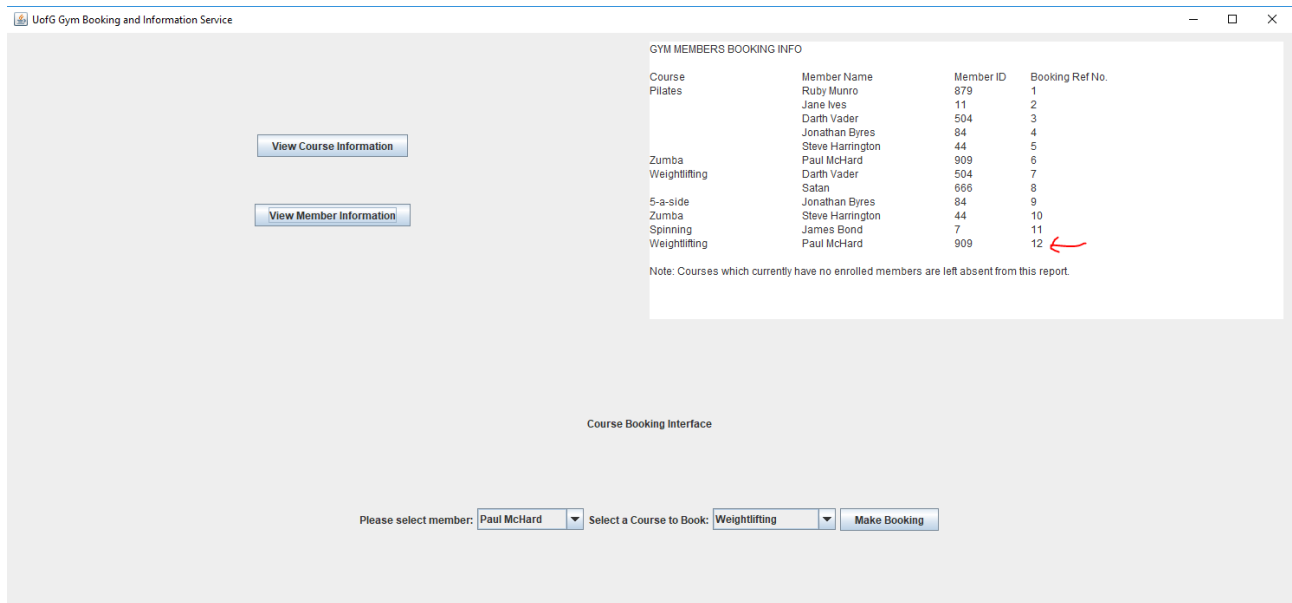 UofG Gym Booking and Information Service
GYM MEMBERS BOOKING INFO
Course Member Name Member ID Booking Ref No.
Pilates Ruby Munro 879 1
Jane Ives 11 2
Darth Vader 504 3
Jonathan Byres 84 4
Steve Harrington 44 5
Zumba Paul McHard 909 6
Weightlifting Darth Vader 504 7
Satan 666 8
5-a-side Jonathan Byres 84 9
Zumba Steve Harrington 44 10
Spinning James Bond 7 11
Weightlifting Paul McHard 909 12
Note: Courses which currently have no enrolled members are left absent from this report.
View Course Information
View Member Information
Course Booking Interface
Please select member: Paul McHard Select a Course to Book: Weightlifting Make Booking